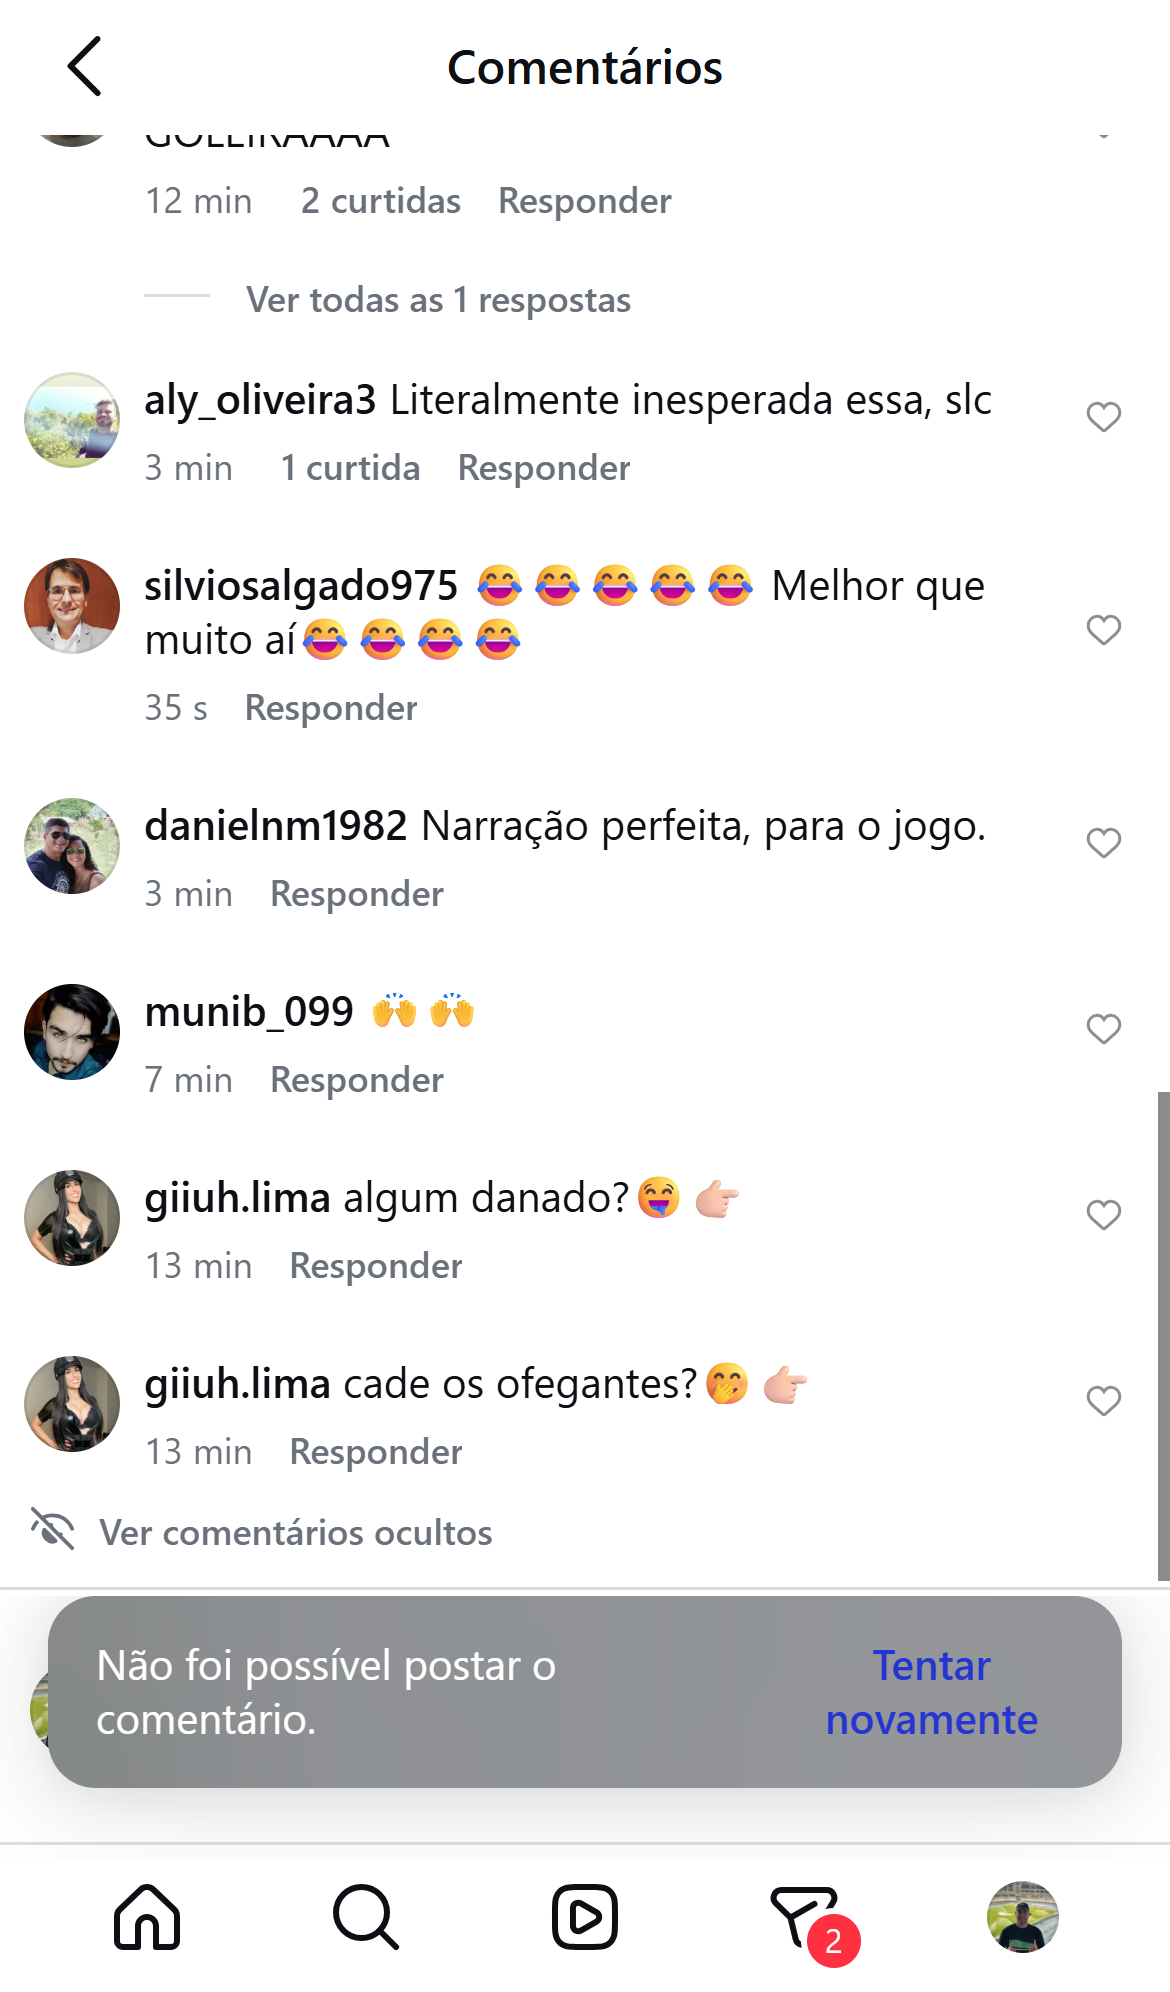 Comentários
12 min 2 curtidas Responder
Ver todas as 1 respostas
aly_oliveira3 Literalmente inesperada essa, slc
3 min 1 curtida Responder
silviosalgado975 😂😂😂😂😂 Melhor que
muito aí😂😂😂😂
35 s Responder
danielnm1982 Narração perfeita, para o jogo.
3 min Responder
munib_099 🙌🙌
7 min Responder
giiuh.lima algum danado?🤤👉🏻
13 min Responder
giiuh.lima cade os ofegantes?🤭👉🏻
13 min Responder
Ver comentários ocultos
Não foi possível postar o
comentário.
Tentar
novamente
2